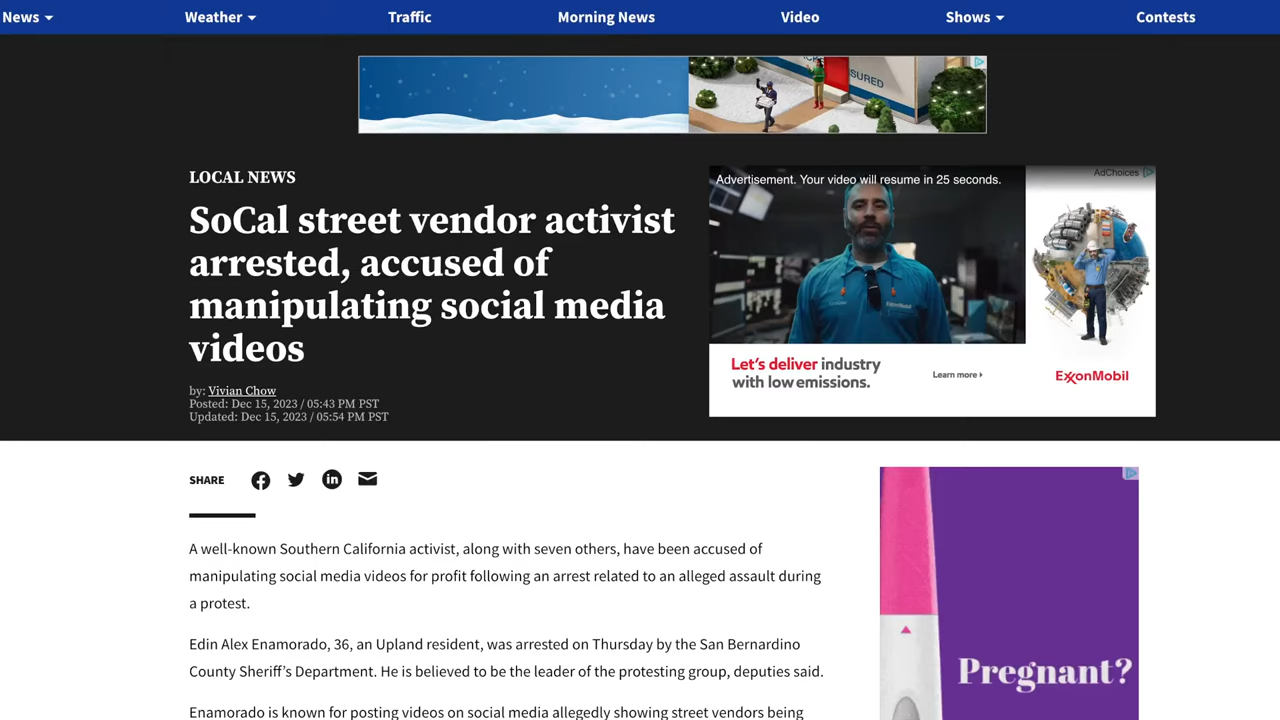 News
Weather
Traffic
Morning News
Video
Shows
Contests
SURED
LOCAL NEWS
SoCal street vendor activist
arrested, accused of
manipulating social media
videos
by: Vivian Chow
Posted: Dec 15, 2023 / 05:43 PM PST
Updated: Dec 15, 2023 / 05:54 PM PST
Advertisement. Your video will resume in 25 seconds.
AdChoices
Let's deliver industry
with low emissions.
Learn more
ExxonMobil
SHARE
A well-known Southern California activist, along with seven others, have been accused of
manipulating social media videos for profit following an arrest related to an alleged assault during
a protest.
Edin Alex Enamorado, 36, an Upland resident, was arrested on Thursday by the San Bernardino
County Sheriff’s Department. He is believed to be the leader of the protesting group, deputies said.
Enamorado is known for posting videos on social media allegedly showing street vendors being
Pregnant?